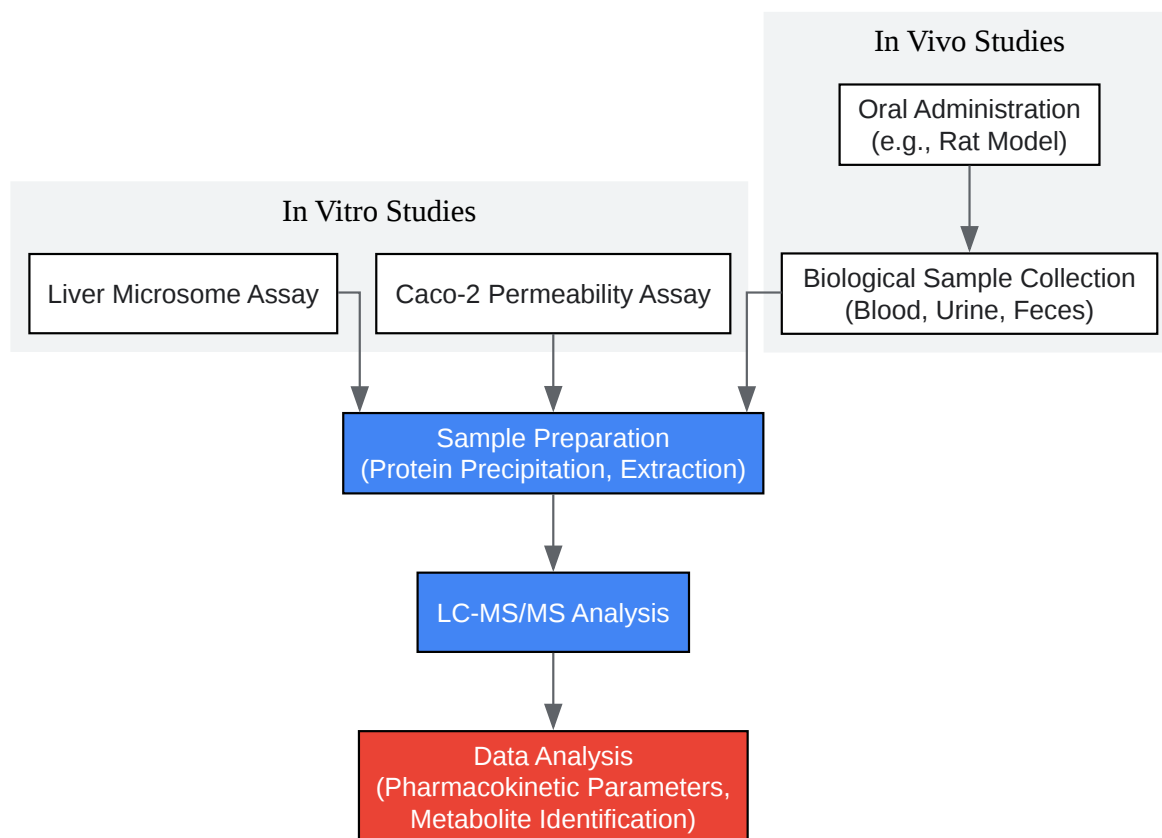 In Vivo Studies
Oral Administration
(e.g., Rat Model)
In Vitro Studies
Liver Microsome Assay
Caco-2 Permeability Assay
Biological Sample Collection
(Blood, Urine, Feces)
Sample Preparation
(Protein Precipitation, Extraction)
LC-MS/MS Analysis
Data Analysis
(Pharmacokinetic Parameters,
Metabolite Identification)